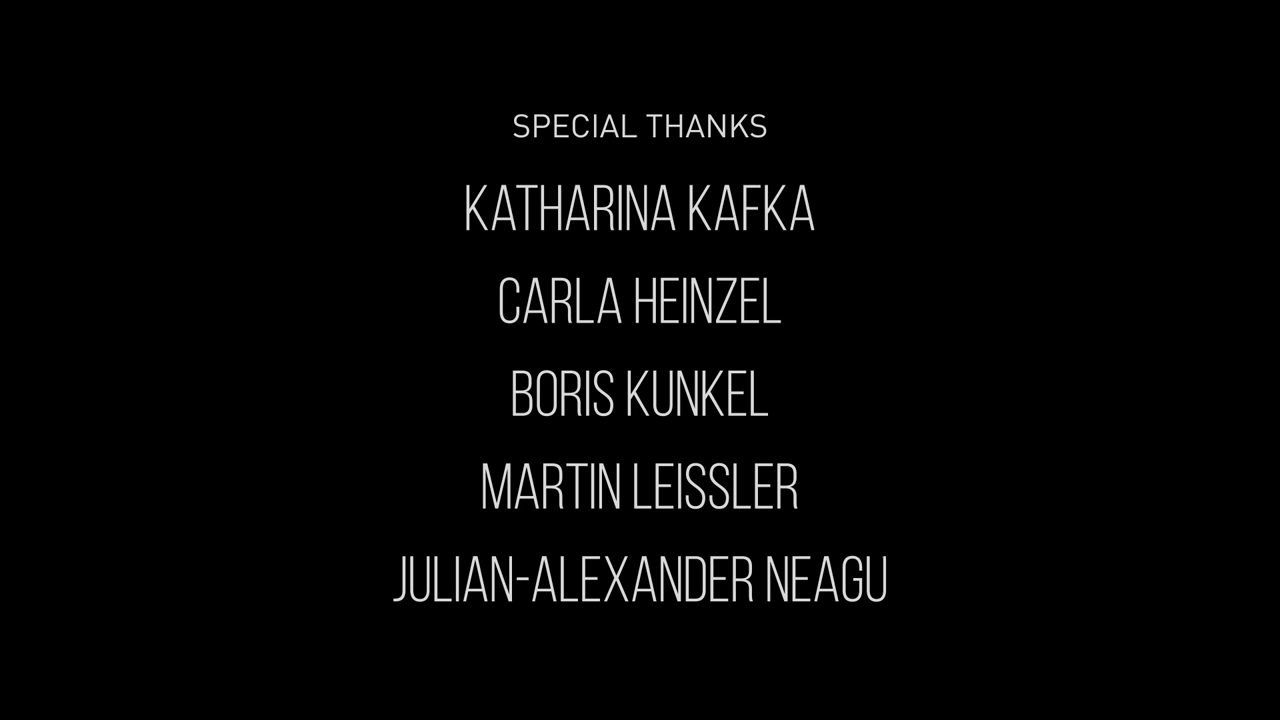 SPECIAL THANKS
KATHARINA KAFKA
CARLA HEINZEL
BORIS KUNKEL
MARTIN LEISSLER
JULIAN-ALEXANDER NEAGU